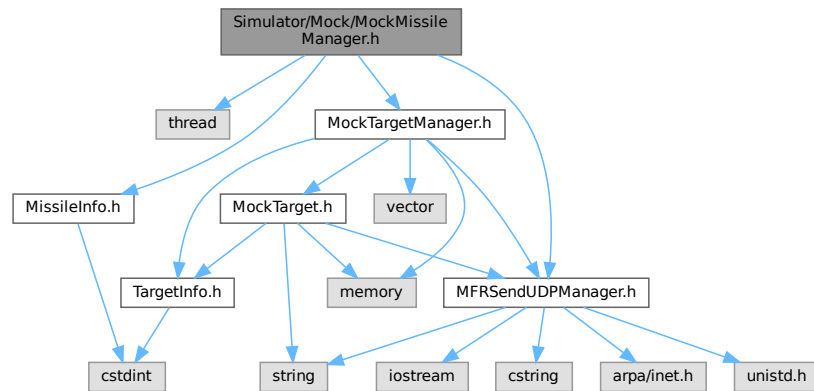 Simulator/Mock/MockMissile
Manager.h
thread
MockTargetManager.h
MissileInfo.h
MockTarget.h
vector
TargetInfo.h
memory
MFRSendUDPManager.h
cstdint
string
iostream
cstring
arpa/inet.h
unistd.h